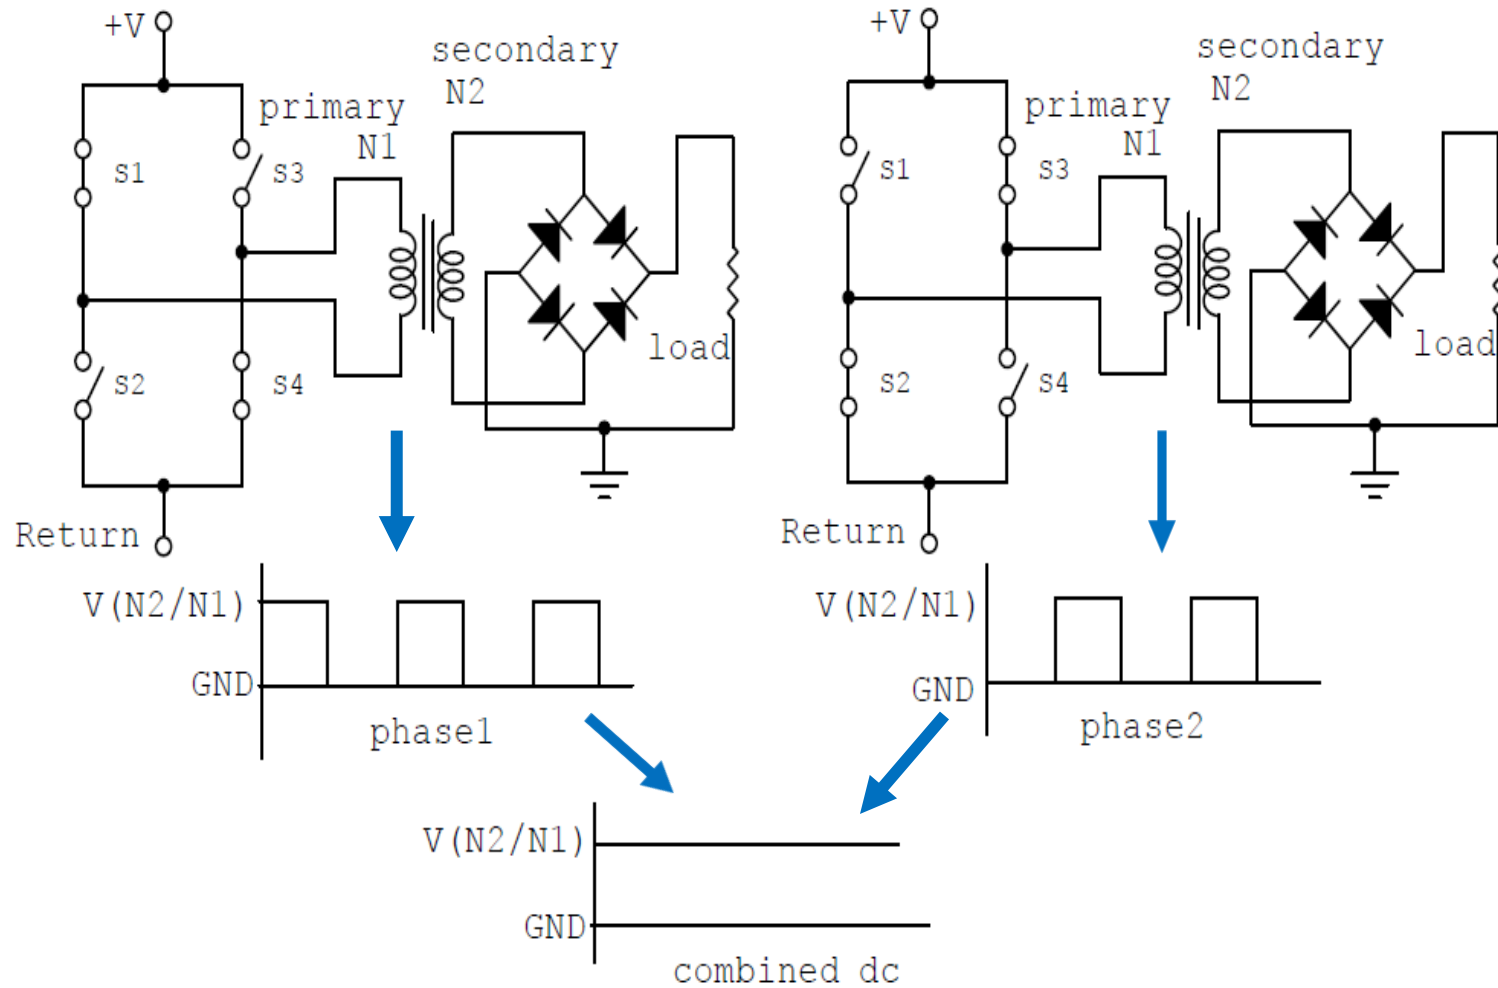 +V
secondary
N2
primary
N1
S1
S3
S2
S4
load
Return
+V
secondary
N2
primary
N1
S1
S3
S2
S4
load
Return
V(N2/N1)
GND
phase1
V(N2/N1)
GND
phase2
V(N2/N1)
GND
combined dc